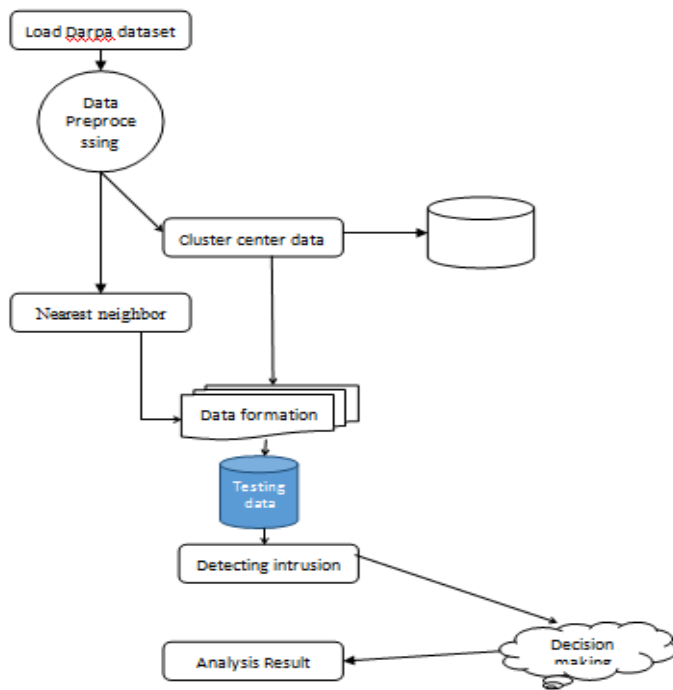 Load Darpa dataset
Data
Preproce
ssing
Cluster center data
Nearest neighbor
Data formation
Testing
data
Detecting intrusion
Decision
making
Analysis Result